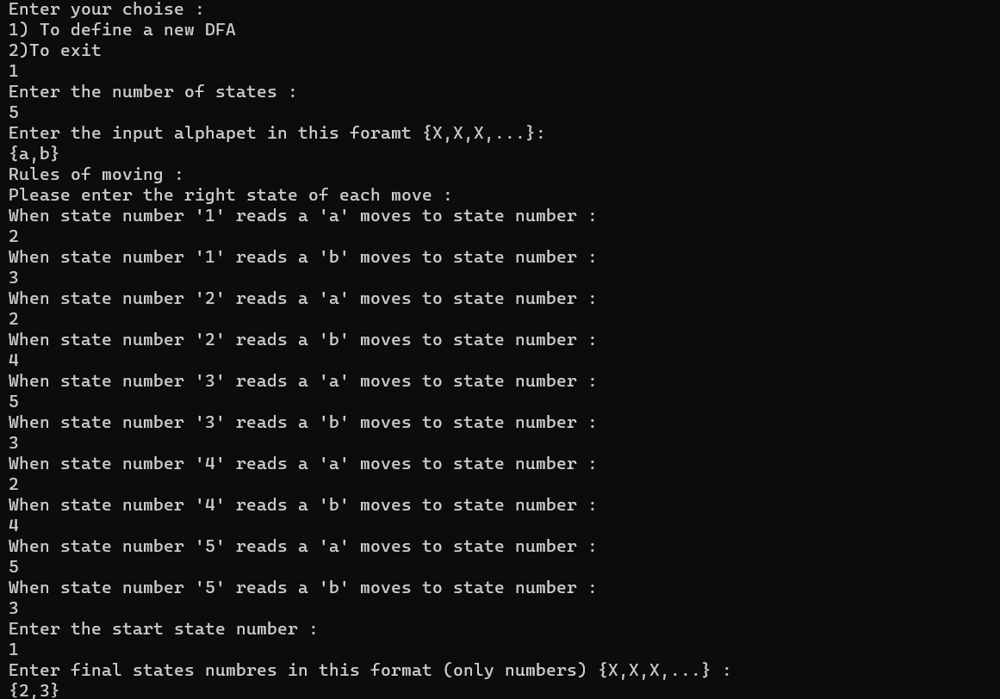 Enter your choise :
1) To define a new DFA
2)To exit
1
Enter the number of states :
5
Enter the input alphapet in this foramt {X,X,X,...}:
{a,b}
Rules of moving :
Please enter the right state of each move :
When state number '1' reads a 'a' moves to state number :
2
When state number '1' reads a 'b' moves to state number :
3
When state number '2' reads a 'a' moves to state number :
2
When state number '2' reads a 'b' moves to state number :
4
When state number '3' reads a 'a' moves to state number :
5
When state number '3' reads a 'b' moves to state number :
3
When state number '4' reads a 'a' moves to state number :
2
When state number '4' reads a 'b' moves to state number :
4
When state number '5' reads a 'a' moves to state number :
5
When state number '5' reads a 'b' moves to state number :
3
Enter the start state number :
1
Enter final states numbres in this format (only numbers) {X,X,X,...} :
{2,3}